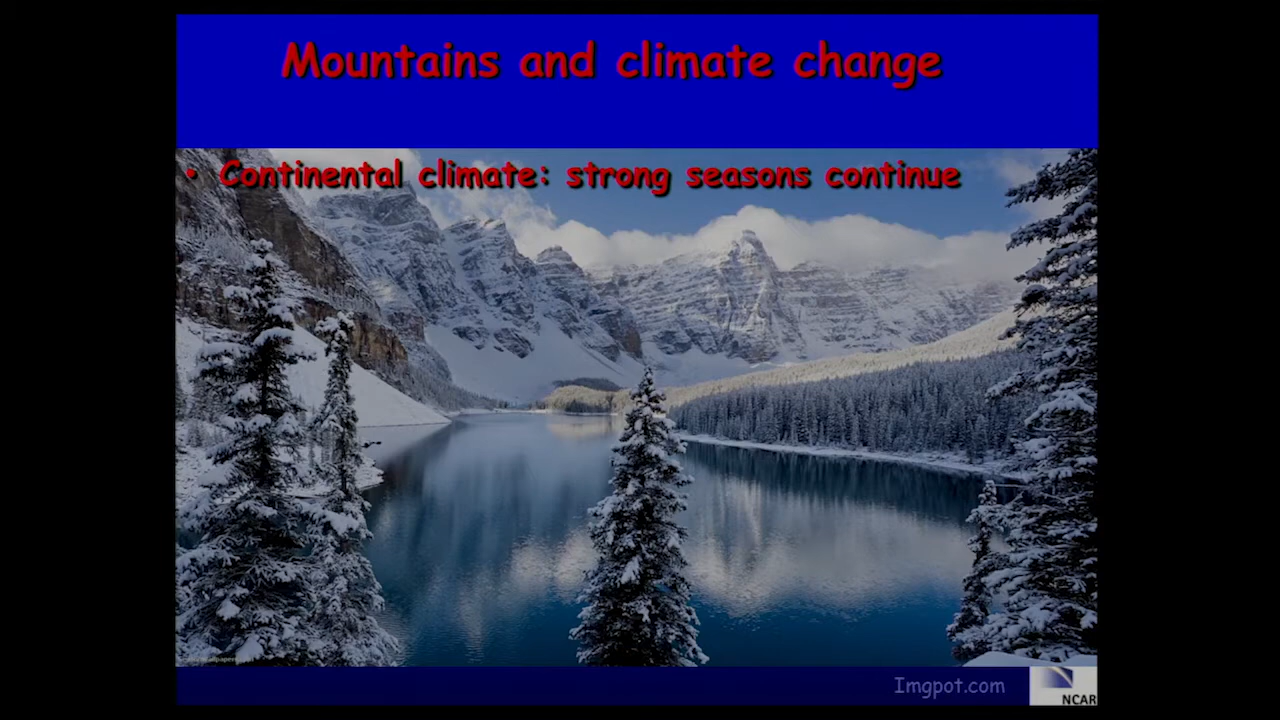 Mountains and climate change
• Continental climate: strong seasons continue
Imgpot.com
NCAR